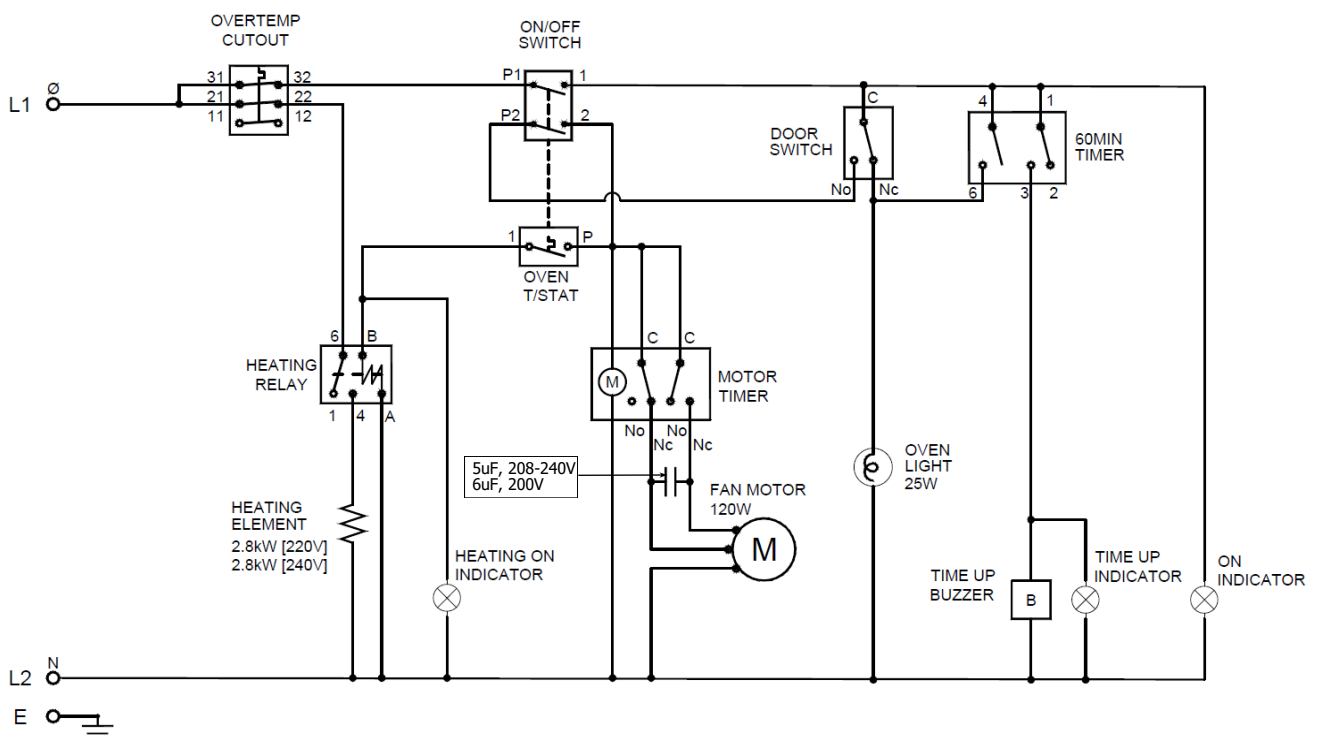 OVERTEMP
CUTOUT
ON/OFF
SWITCH
31 32
21 22
11 12
P1 1
P2 2
L1 Ø
C
4 1
DOOR
SWITCH
60MIN
TIMER
No Nc
6 3 2
1 P
OVEN
T/STAT
6 B
HEATING
RELAY
1 4 A
C C
M
MOTOR
TIMER
No No
Nc Nc
5uF, 208-240V
6uF, 200V
FAN MOTOR
120W
M
OVEN
LIGHT
25W
HEATING
ELEMENT
2.8kW [220V]
2.8kW [240V]
HEATING ON
INDICATOR
TIME UP
BUZZER
B
TIME UP
INDICATOR
ON
INDICATOR
L2 N
E